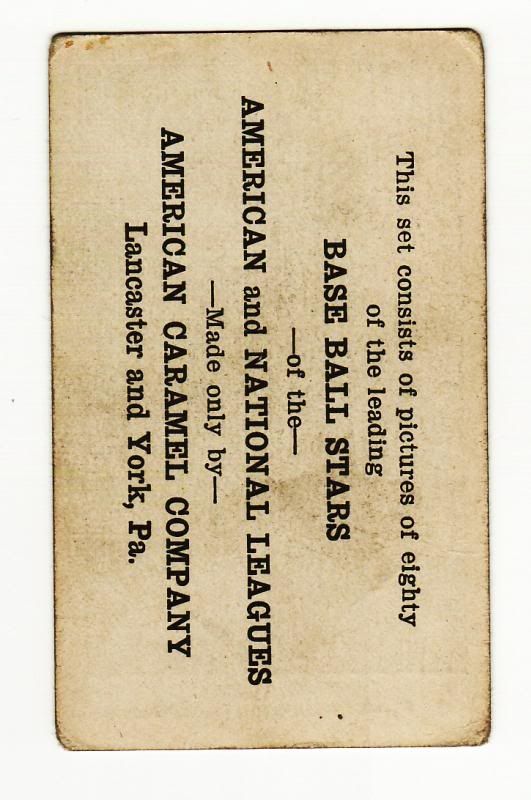 This set consists of pictures of eighty
of the leading
BASE BALL STARS
—of the—
AMERICAN and NATIONAL LEAGUES
—Made only by—
AMERICAN CARAMEL COMPANY
Lancaster and York, Pa.